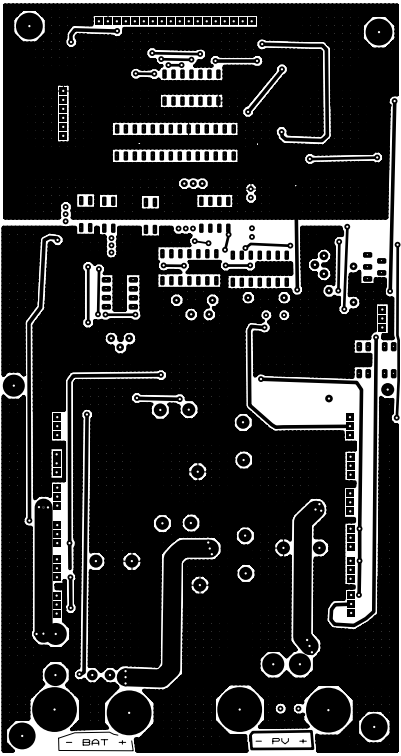 - BAT +
- PV +